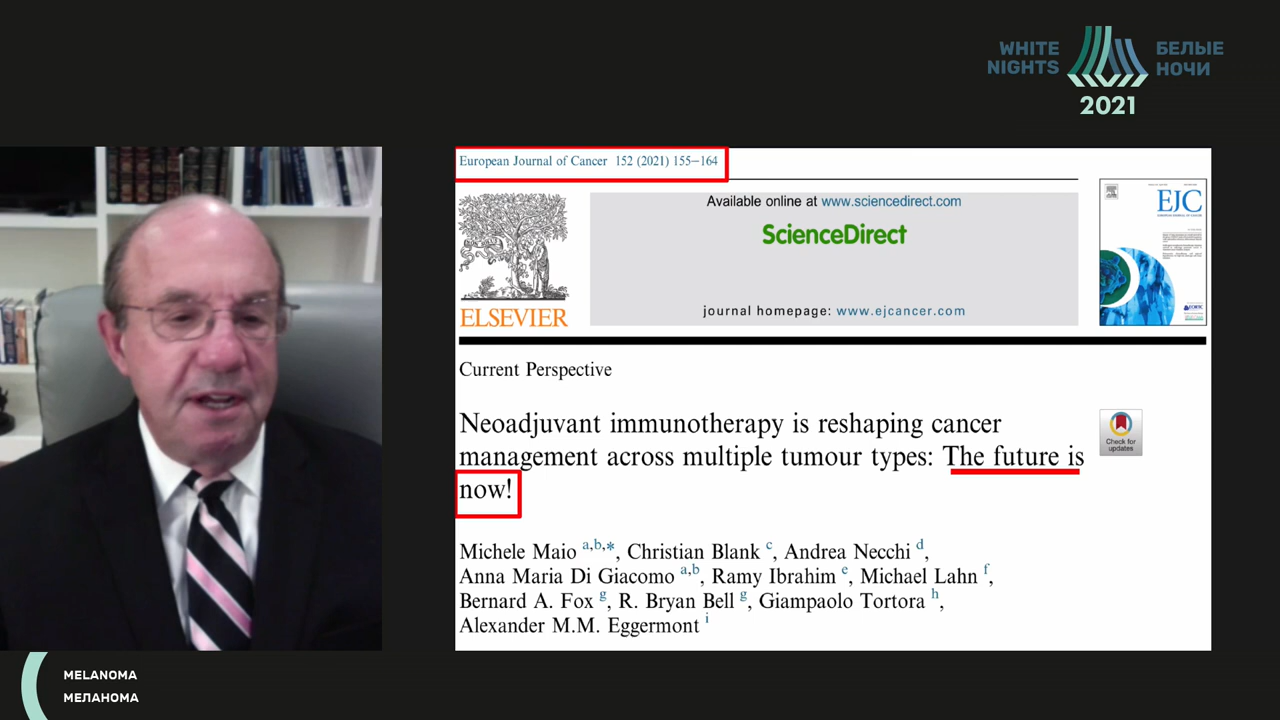 WHITE
NIGHTS
БЕЛЫЕ
НОЧИ
2021
European Journal of Cancer 152 (2021) 155–164
Available online at www.sciencedirect.com
ScienceDirect
journal homepage: www.ejcancer.com
ELSEVIER
EJC
Current Perspective
Neoadjuvant immunotherapy is reshaping cancer
management across multiple tumour types: The future is
now!
Check for
updates
Michele Maio a,b,*, Christian Blank c, Andrea Necchi d,
Anna Maria Di Giacomo a,b, Ramy Ibrahim e, Michael Lahn f,
Bernard A. Fox g, R. Bryan Bell g, Giampaolo Tortora h,
Alexander M.M. Eggermont i
MELANOMA
МЕЛАНОМА